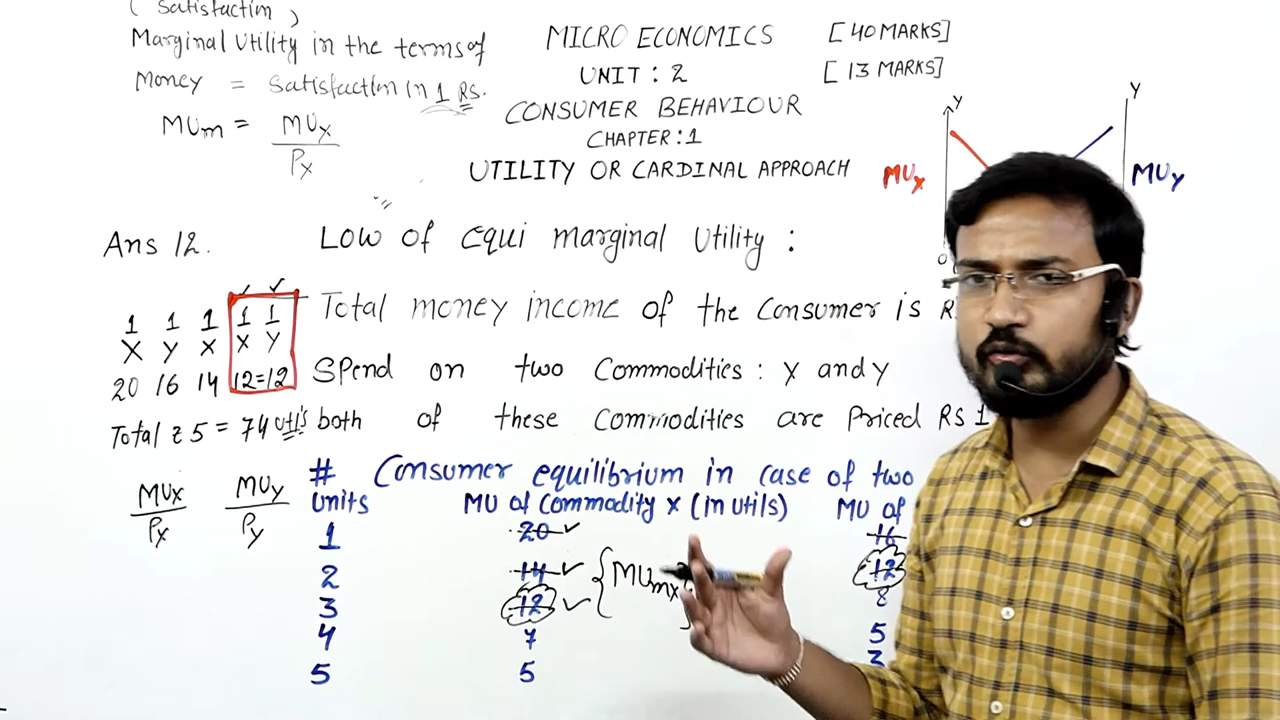 ( Satisfaction )
Marginal Utility in the terms of
Money = Satisfaction in 1 RS.
MUm = MUx / Px
MICRO ECONOMICS [40 MARKS]
UNIT : 2 [13 MARKS]
CONSUMER BEHAVIOUR
CHAPTER : 1
UTILITY OR CARDINAL APPROACH
Y Y
MUx MUy
O
Ans 12. Low of Equi marginal Utility :
1 1 1 1 1
X Y X X Y
20 16 14 12=12
Total ₹ 5 = 74 utils
MUx / Px MUy / Py
Total money income of the Consumer is R
Spend on two Commodities : X and Y
both of these Commodities are Priced RS 1
# Consumer equilibrium in case of two
Units MU of Commodity X (in utils) MU of
1 20 16
2 14 {MUmx} 12
3 12 8
4 7 5
5 5 3